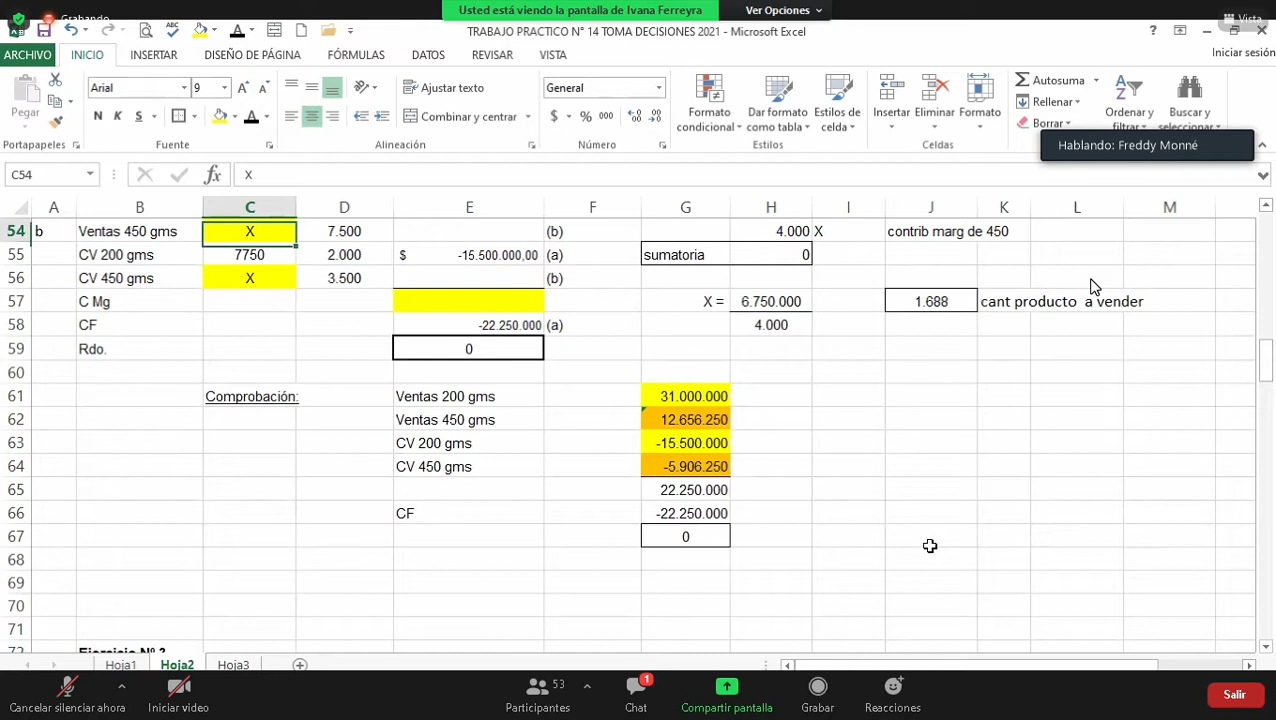 Grabando
Usted está viendo la pantalla de Ivana Ferreyra
Ver Opciones
Vista
TRABAJO PRACTICO N° 14 TOMA DECISIONES 2021 - Microsoft Excel
ARCHIVO INICIO INSERTAR DISEÑO DE PÁGINA FÓRMULAS DATOS REVISAR VISTA Iniciar sesión
Pegar
Arial 9
N K S
Ajustar texto
Combinar y centrar
General
$ % 000
Formato condicional
Dar formato como tabla
Estilos de celda
Insertar Eliminar Formato
Autosuma
Rellenar
Borrar
Ordenar y filtrar
Buscar y seleccionar
Portapapeles Fuente Alineación Número Estilos Celdas
Hablando: Freddy Monné
C54 fx X
A B C D E F G H I J K L M
54 b Ventas 450 gms X 7.500 (b) 4.000 X contrib marg de 450
55 CV 200 gms 7750 2.000 $ -15.500.000,00 (a) sumatoria 0
56 CV 450 gms X 3.500 (b)
57 C Mg X = 6.750.000 1.688 cant producto a vender
58 CF -22.250.000 (a) 4.000
59 Rdo. 0
60
61 Comprobación: Ventas 200 gms 31.000.000
62 Ventas 450 gms 12.656.250
63 CV 200 gms -15.500.000
64 CV 450 gms -5.906.250
65 22.250.000
66 CF -22.250.000
67 0
68
69
70
71
72 Ejercicio Nº 3
Hoja1 Hoja2 Hoja3
53
1
Cancelar silenciar ahora Iniciar video Participantes Chat Compartir pantalla Grabar Reacciones Salir